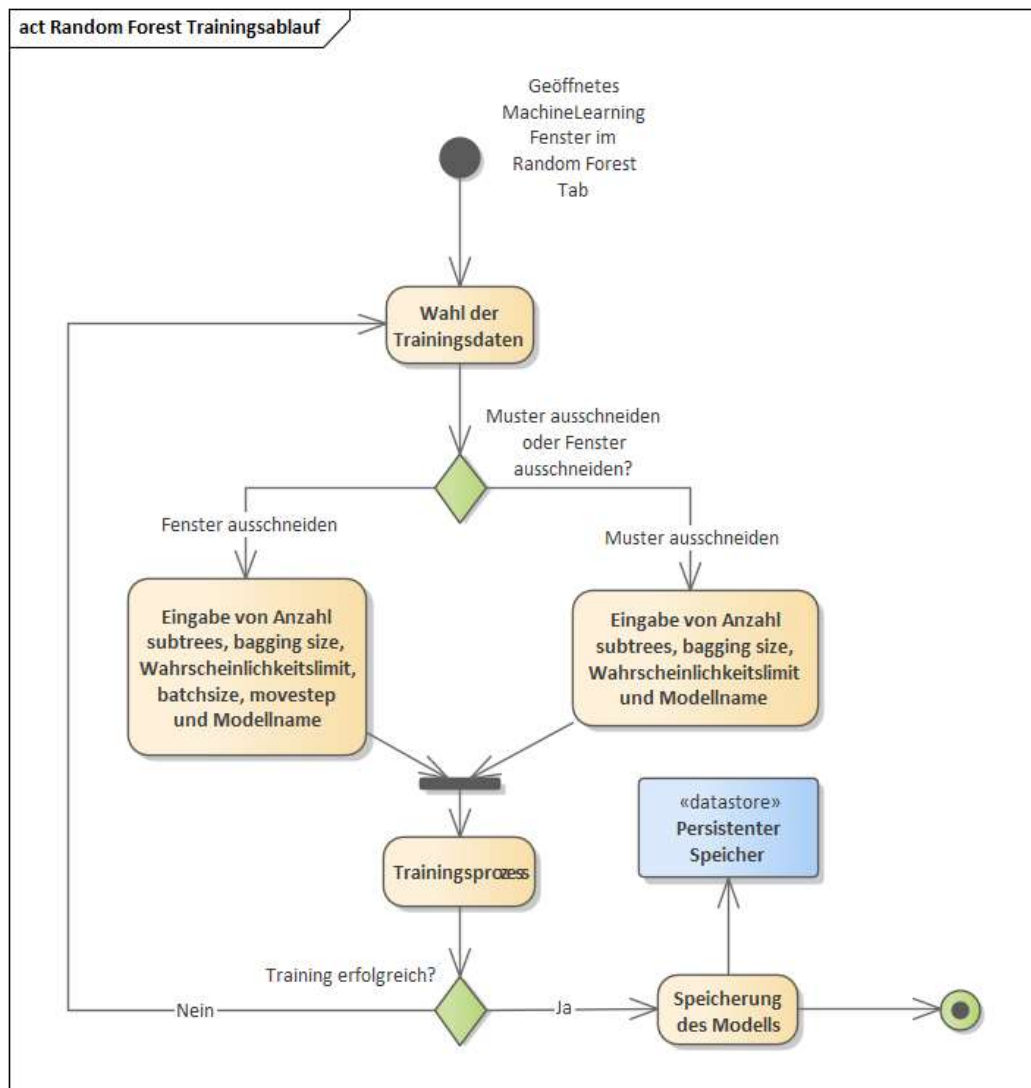 act Random Forest Trainingsablauf
Geöffnetes
MachineLearning
Fenster im
Random Forest
Tab
Wahl der
Trainingsdaten
Muster ausschneiden
oder Fenster
ausschneiden?
Fenster ausschneiden
Muster ausschneiden
Eingabe von Anzahl
subtrees, bagging size,
Wahrscheinlichkeitslimit,
batchsize, movestep
und Modellname
Eingabe von Anzahl
subtrees, bagging size,
Wahrscheinlichkeitslimit
und Modellname
«datastore»
Persistenter
Speicher
Trainingsprozess
Training erfolgreich?
Nein
Ja
Speicherung
des Modells